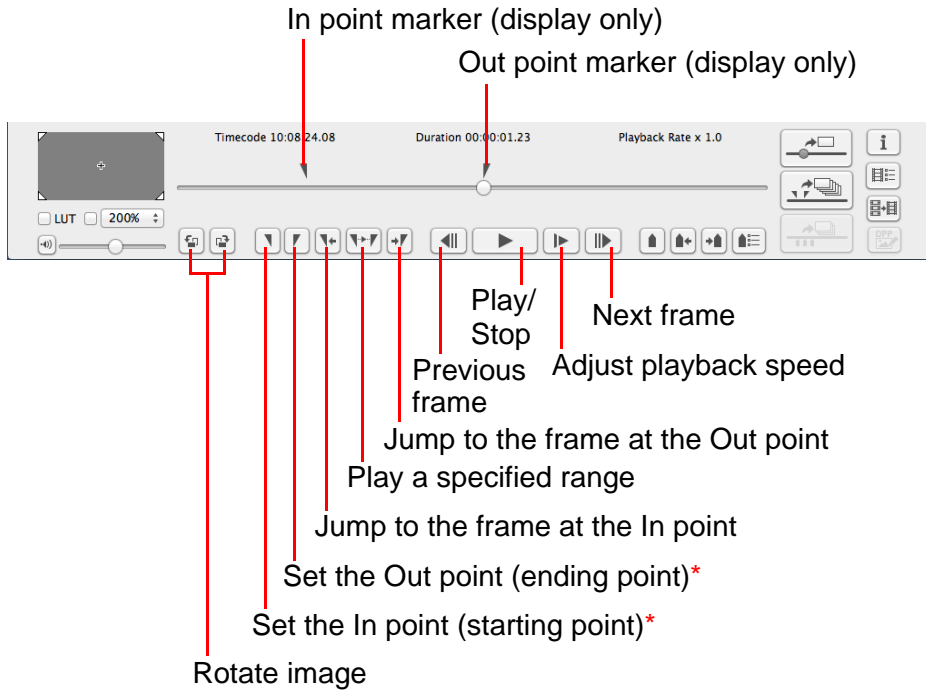 In point marker (display only)
Out point marker (display only)
Timecode 10:08:24.08 Duration 00:00:01.23 Playback Rate x 1.0
LUT 200%
DPP
Play/
Stop
Next frame
Previous
frame
Adjust playback speed
Jump to the frame at the Out point
Play a specified range
Jump to the frame at the In point
Set the Out point (ending point)*
Set the In point (starting point)*
Rotate image